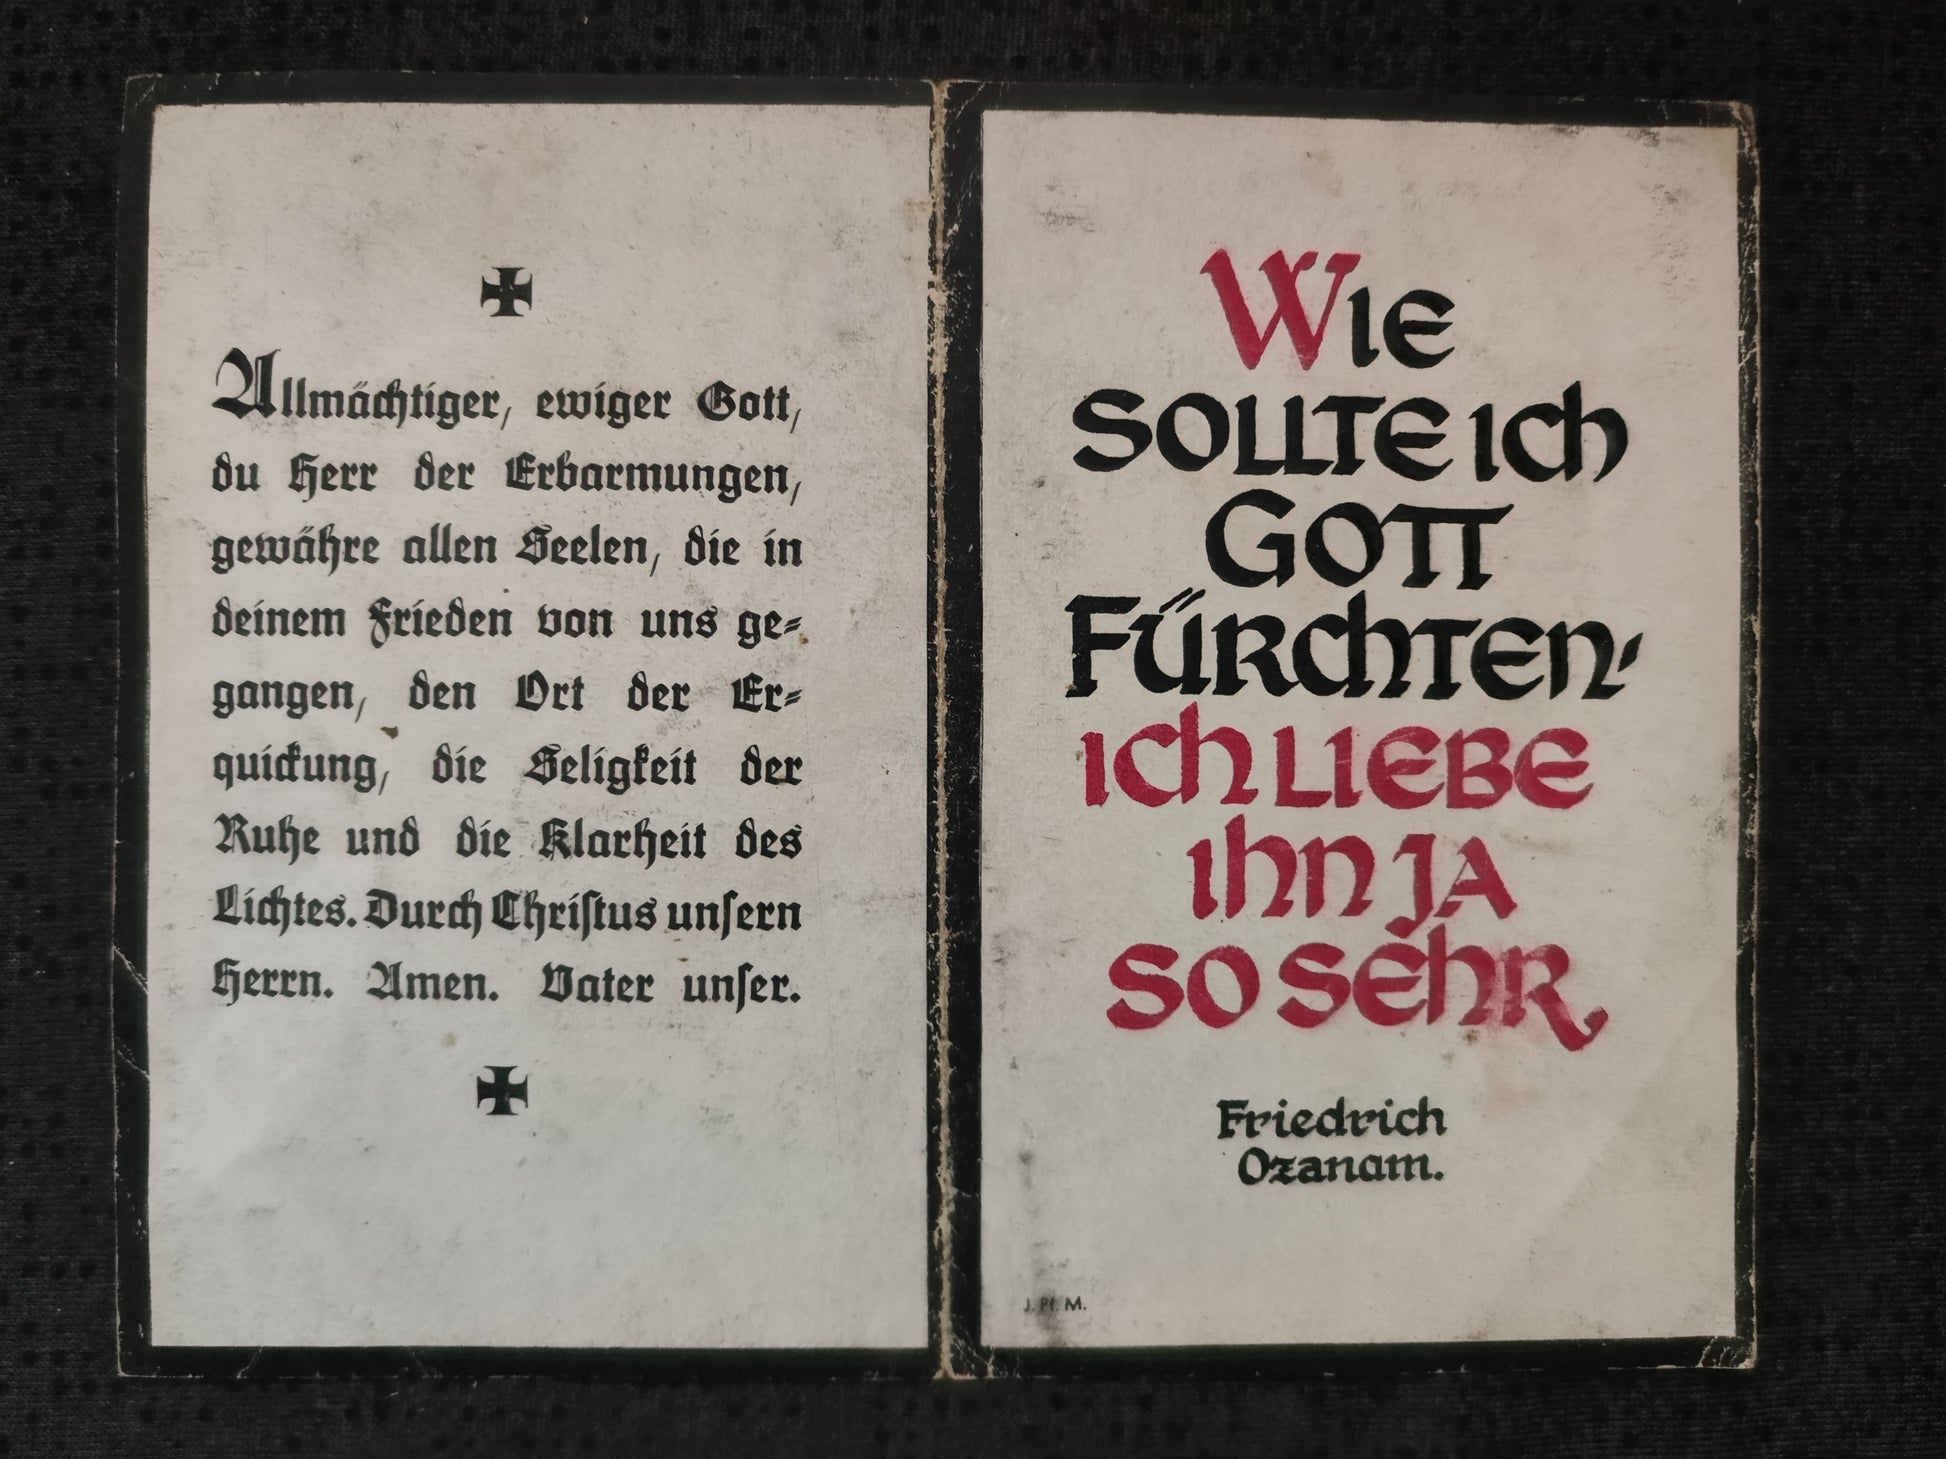 Allmächtiger, ewiger Gott,
du Herr der Erbarmungen,
gewähre allen Seelen, die in
deinem Frieden von uns ge-
gangen, den Ort der Er-
quickung, die Seligkeit der
Ruhe und die Klarheit des
Lichtes. Durch Christus unsern
Herrn. Amen. Vater unser.
WIE
SOLLTE ICH
GOTT
FÜRCHTEN-
ICH LIEBE
IHN JA
SO SEHR
Friedrich
Ozanam.
J. Pf. M.